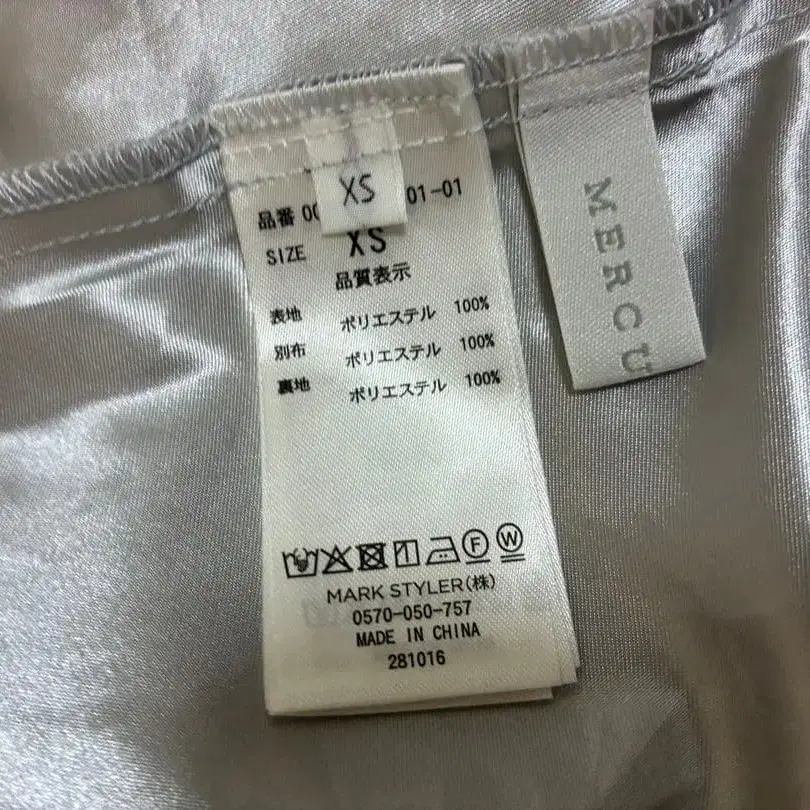 XS
品番 00 01-01
SIZE XS
品質表示
表地 ポリエステル 100%
別布 ポリエステル 100%
裏地 ポリエステル 100%
F W
MARK STYLER(株)
0570-050-757
MADE IN CHINA
281016
MERCU